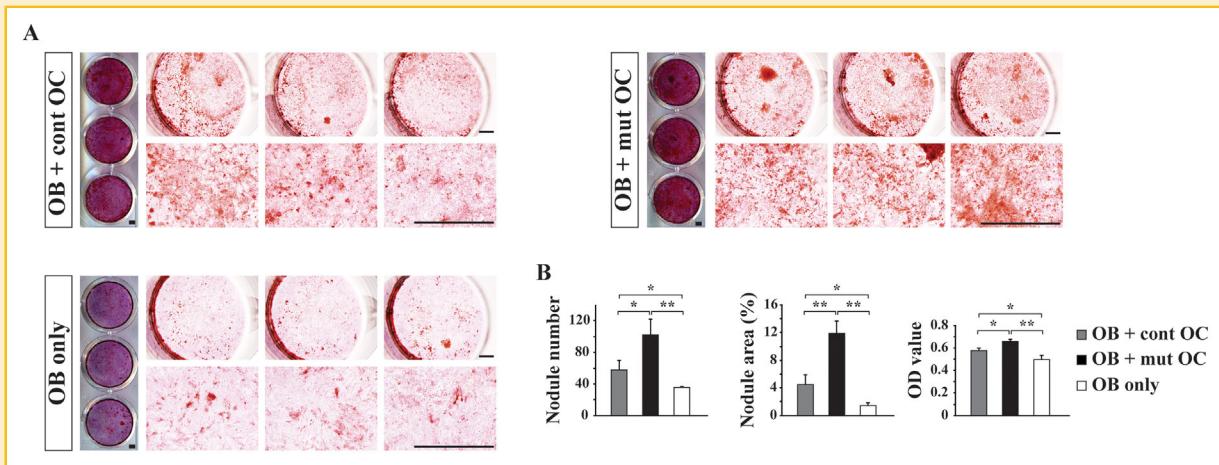 A
OB + cont OC
OB + mut OC
OB only
B
Nodule number
120
80
40
0
*
* **
Nodule area (%)
16
12
8
4
0
*
** **
OD value
0.8
0.6
0.4
0.2
0
*
* **
OB + cont OC
OB + mut OC
OB only